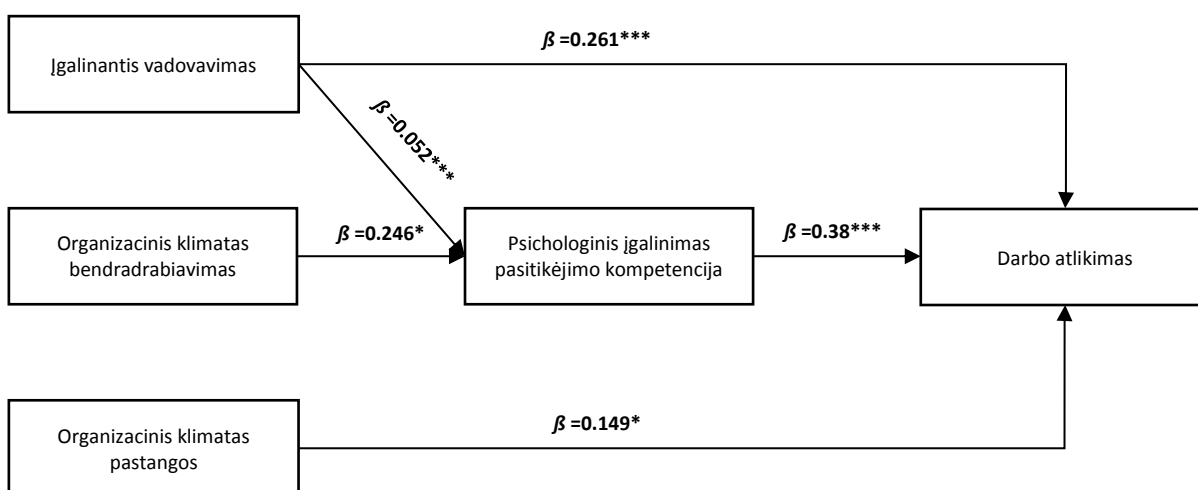 β =0.261***
Įgalinantis vadovavimas
β =0.052***
Organizacinis klimatas
bendradrabiavimas
β =0.246*
Psichologinis įgalinimas
pasitikėjimo kompetencija
β =0.38***
Darbo atlikimas
Organizacinis klimatas
pastangos
β =0.149*